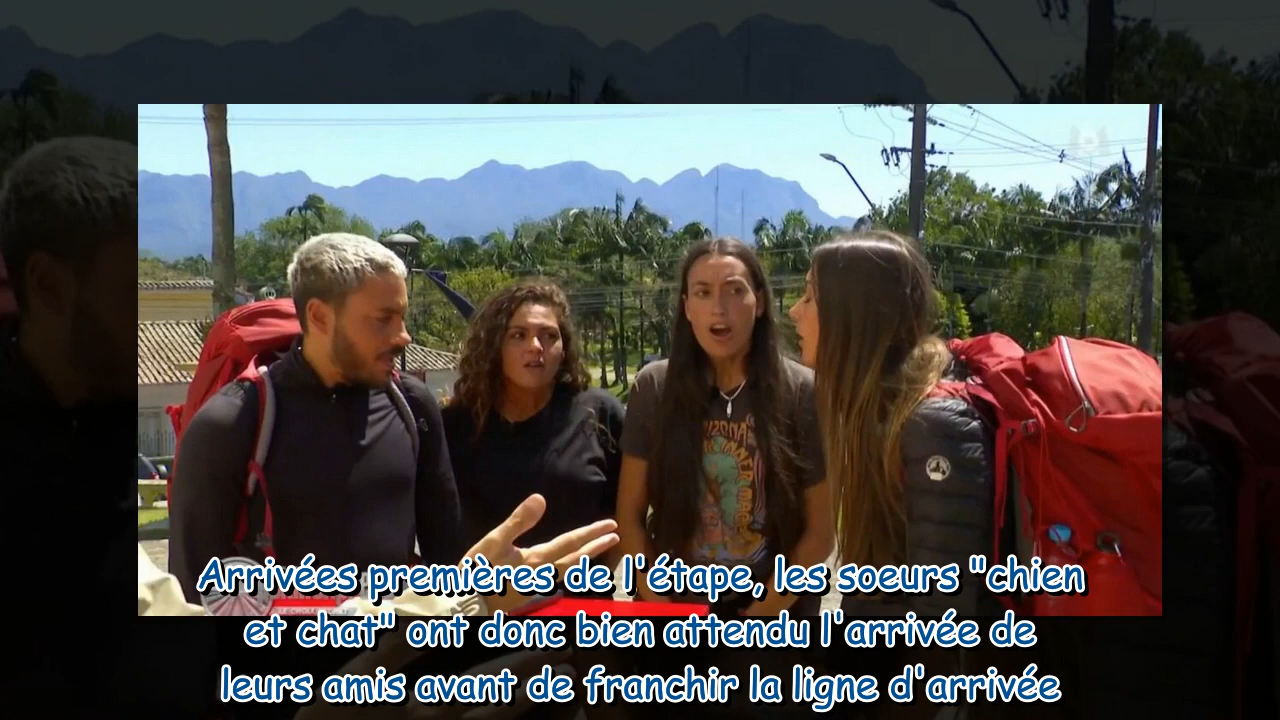 Arrivées premières de l'étape, les soeurs "chien
et chat" ont donc bien attendu l'arrivée de
leurs amis avant de franchir la ligne d'arrivée